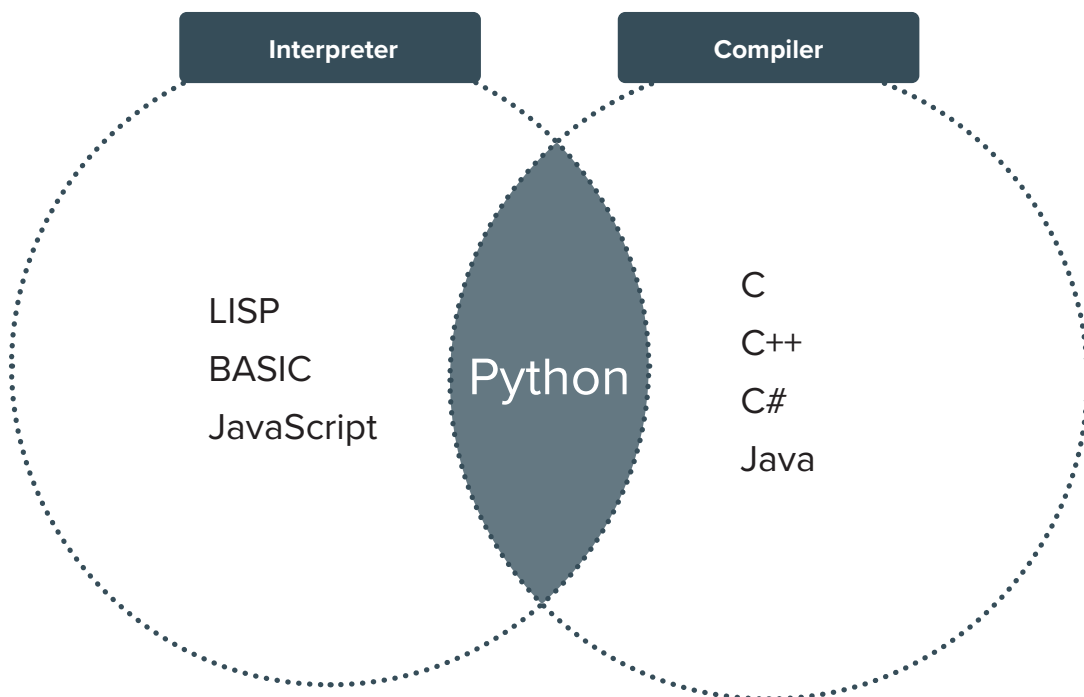 Interpreter
Compiler
LISP
BASIC
JavaScript
Python
C
C++
C#
Java